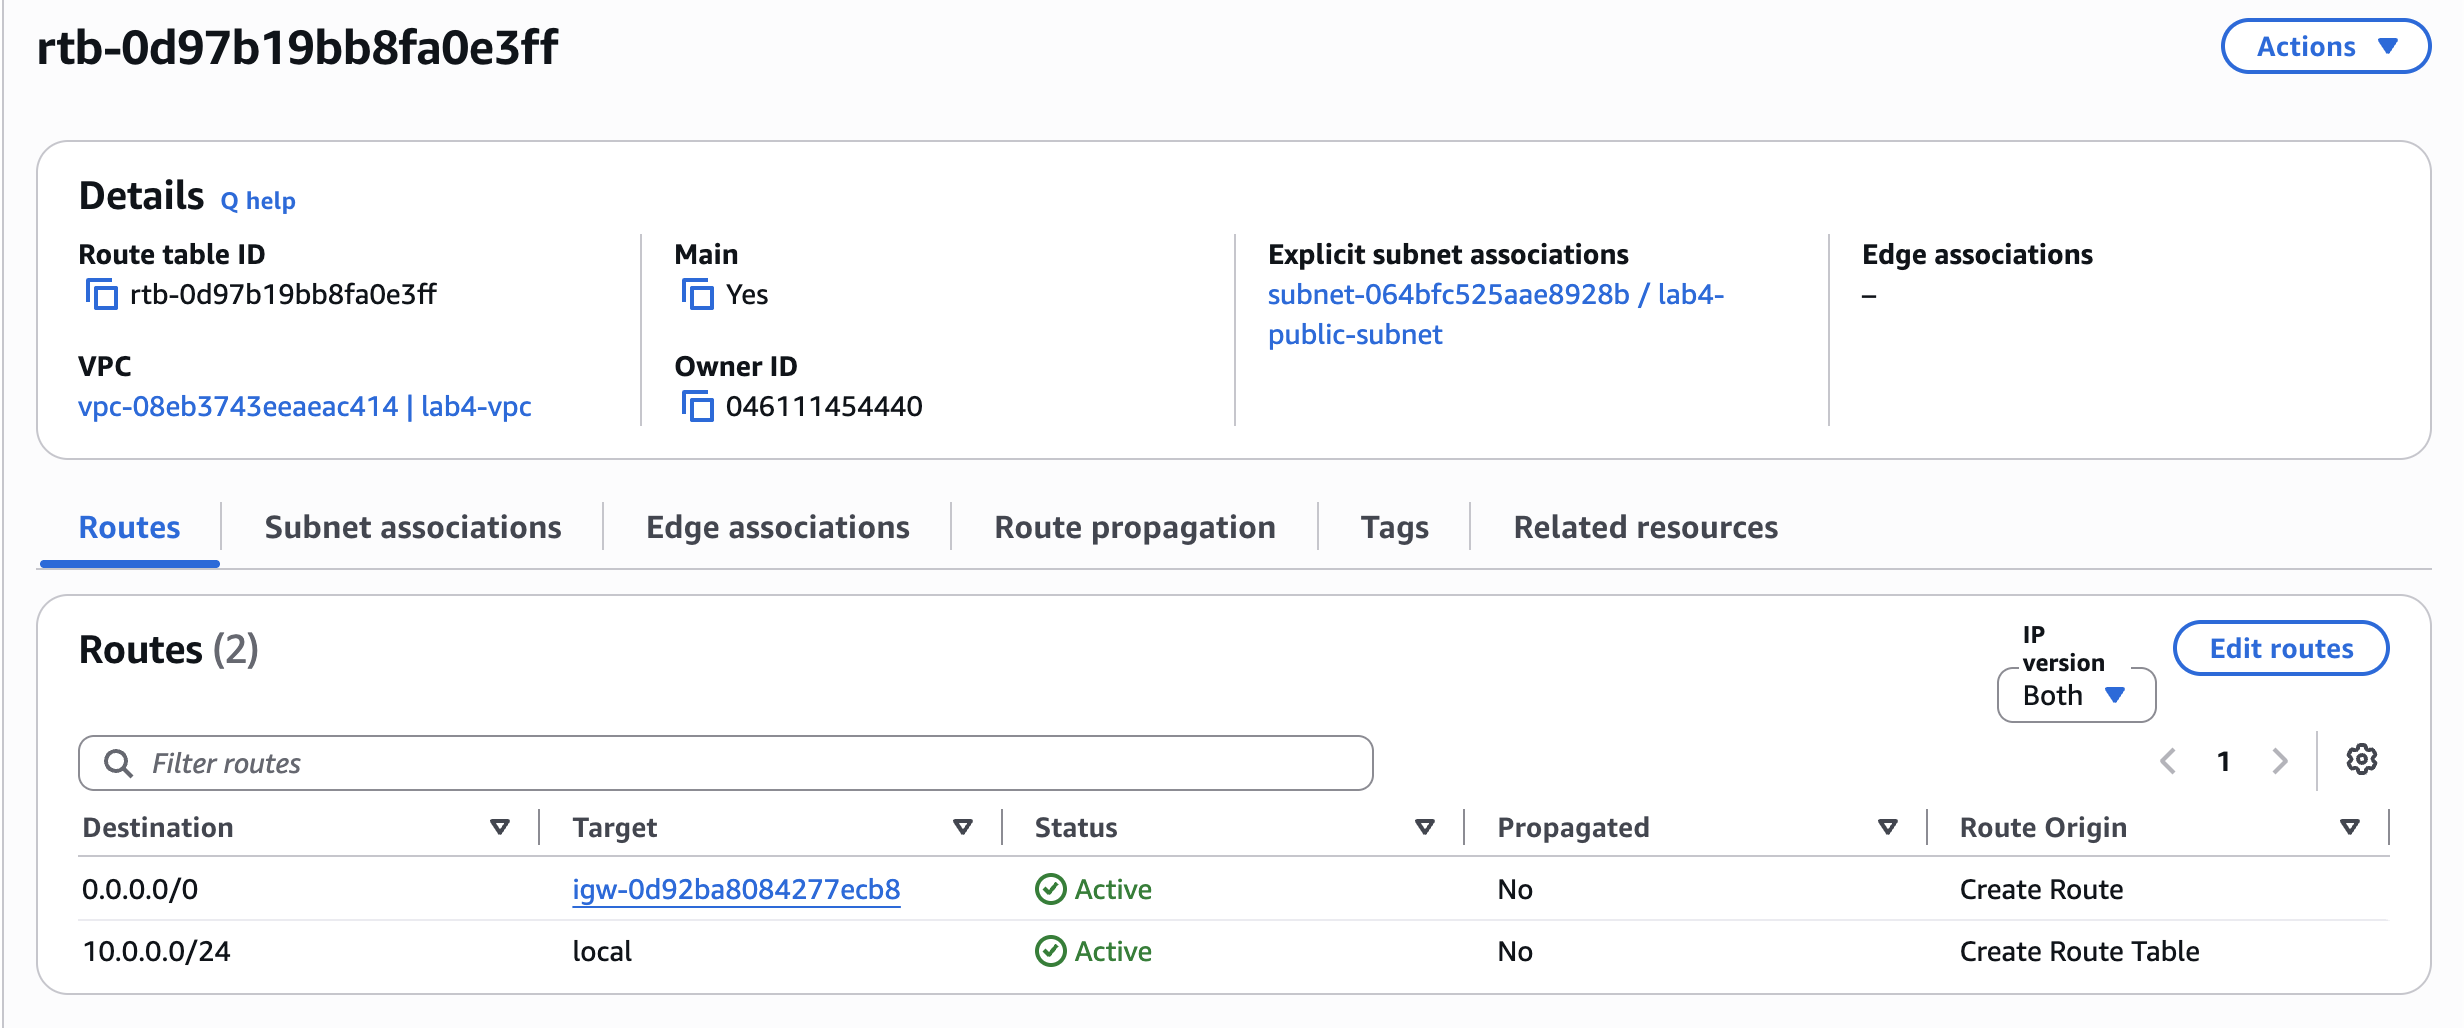 rtb-0d97b19bb8fa0e3ff
Actions
Details Q help
Route table ID
rtb-0d97b19bb8fa0e3ff
Main
Yes
Explicit subnet associations
subnet-064bfc525aae8928b / lab4-
public-subnet
Edge associations
–
VPC
vpc-08eb3743eeaeac414 | lab4-vpc
Owner ID
046111454440
Routes Subnet associations Edge associations Route propagation Tags Related resources
Routes (2)
IP
version
Both
Edit routes
Filter routes
1
Destination Target Status Propagated Route Origin
0.0.0.0/0 igw-0d92ba8084277ecb8 Active No Create Route
10.0.0.0/24 local Active No Create Route Table